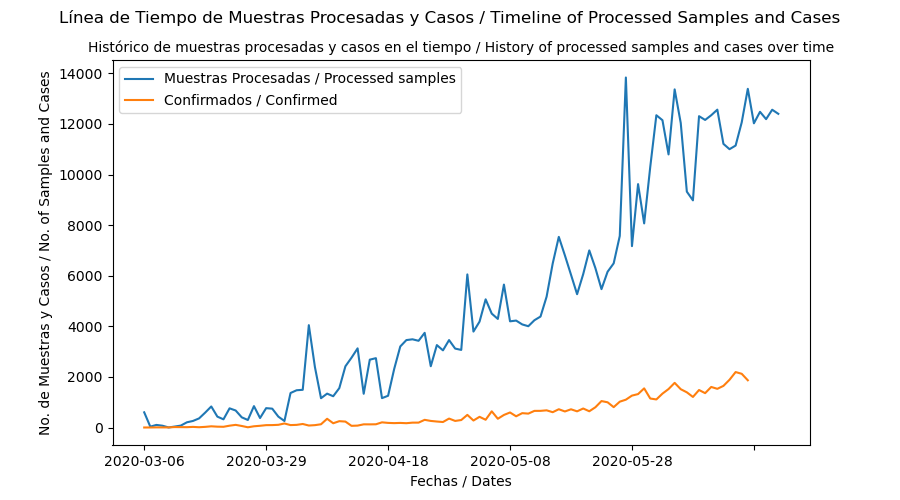 Línea de Tiempo de Muestras Procesadas y Casos / Timeline of Processed Samples and Cases
Histórico de muestras procesadas y casos en el tiempo / History of processed samples and cases over time
Muestras Procesadas / Processed samples
Confirmados / Confirmed
No. de Muestras y Casos / No. of Samples and Cases
14000
12000
10000
8000
6000
4000
2000
0
2020-03-06 2020-03-29 2020-04-18 2020-05-08 2020-05-28
Fechas / Dates